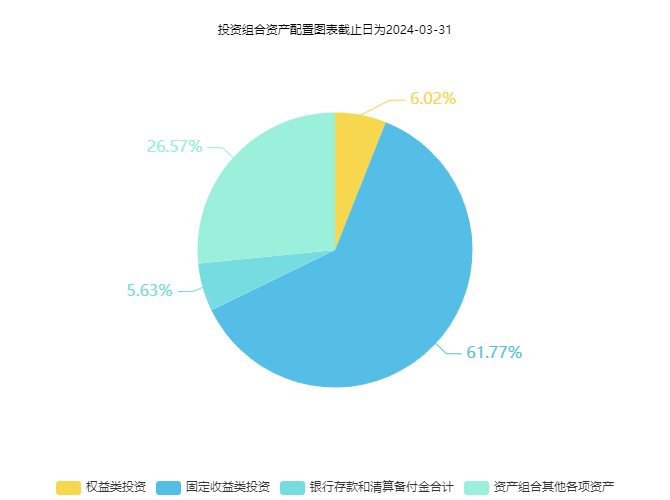 投资组合资产配置图表截止日为2024-03-31
6.02%
26.57%
5.63%
61.77%
权益类投资 固定收益类投资 银行存款和清算备付金合计 资产组合其他各项资产